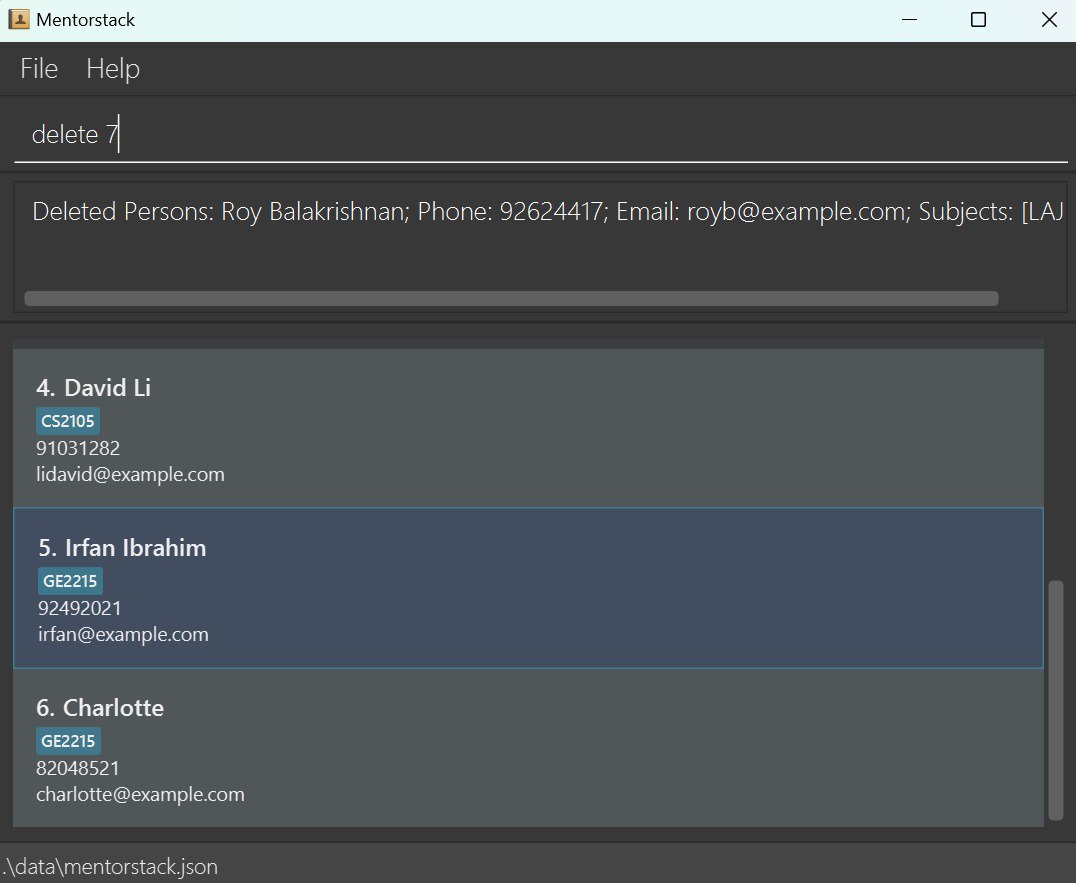 Mentorstack
File Help
delete 7
Deleted Persons: Roy Balakrishnan; Phone: 92624417; Email: royb@example.com; Subjects:
4. David Li
CS2105
91031282
lidavid@example.com
5. Irfan Ibrahim
GE2215
92492021
irfan@example.com
6. Charlotte
GE2215
82048521
charlotte@example.com
.\data\mentorstack.json